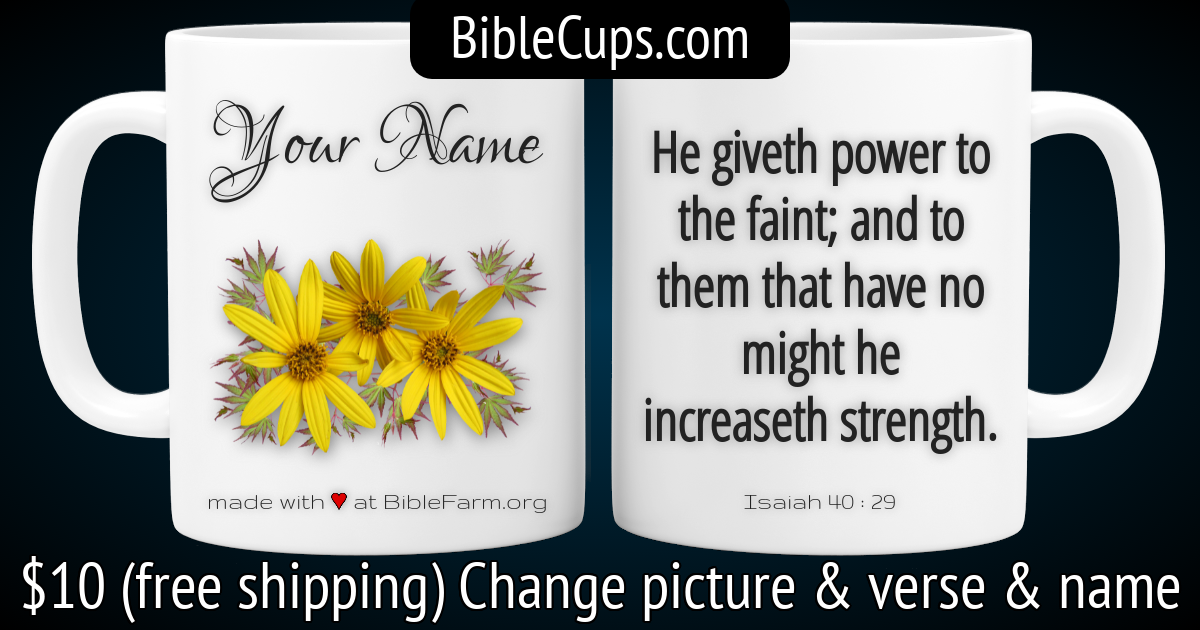 BibleCups.com
Your Name
made with ♥ at BibleFarm.org
He giveth power to
the faint; and to
them that have no
might he
increaseth strength.
Isaiah 40 : 29
$10 (free shipping) Change picture & verse & name